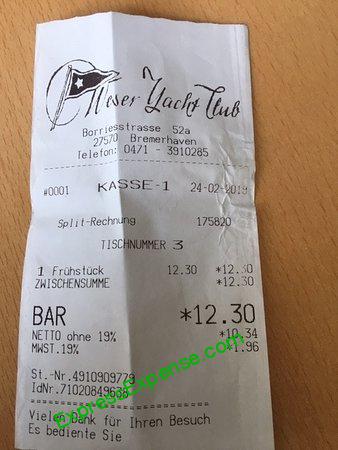 Weser Yacht Club
Borriesstrasse 52a
27570 Bremerhaven
Telefon: 0471 - 3910285
#0001 KASSE-1 24-02-2019
Split-Rechnung 175820
TISCHNUMMER 3
1 Frühstück 12.30 *12.30
ZWISCHENSUMME *12.30
BAR *12.30
NETTO ohne 19% *10.34
MWST.19% *1.96
St.-Nr.4910909779
IdNr.71020849638
ExpressExpense.com
Vielen Dank für Ihren Besuch
Es bediente Sie